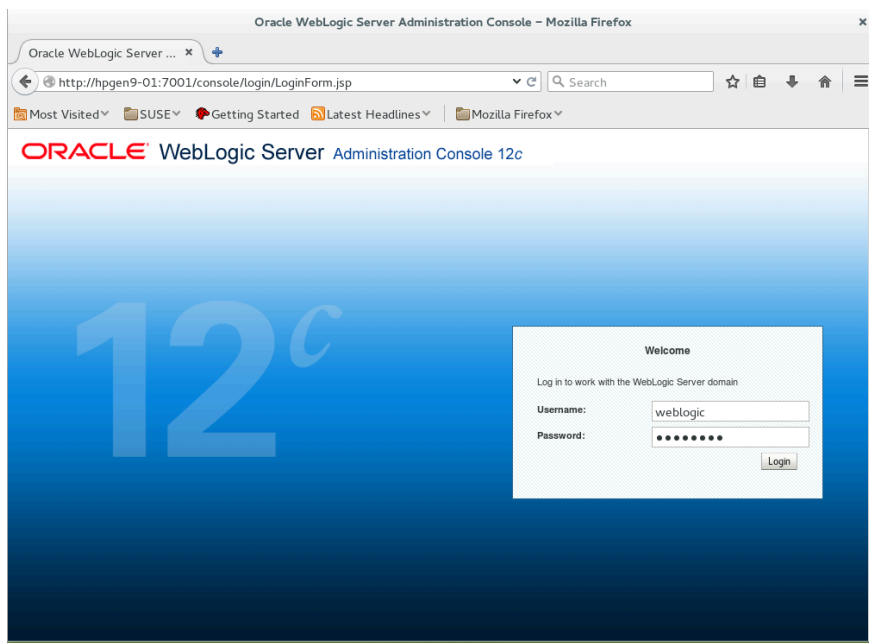 Oracle WebLogic Server Administration Console – Mozilla Firefox
Oracle WebLogic Server ...
http://hpgen9-01:7001/console/login/LoginForm.jsp
Search
Most Visited SUSE Getting Started Latest Headlines Mozilla Firefox
ORACLE WebLogic Server Administration Console 12c
12c
Welcome
Log in to work with the WebLogic Server domain
Username: weblogic
Password: ●●●●●●●●
Login